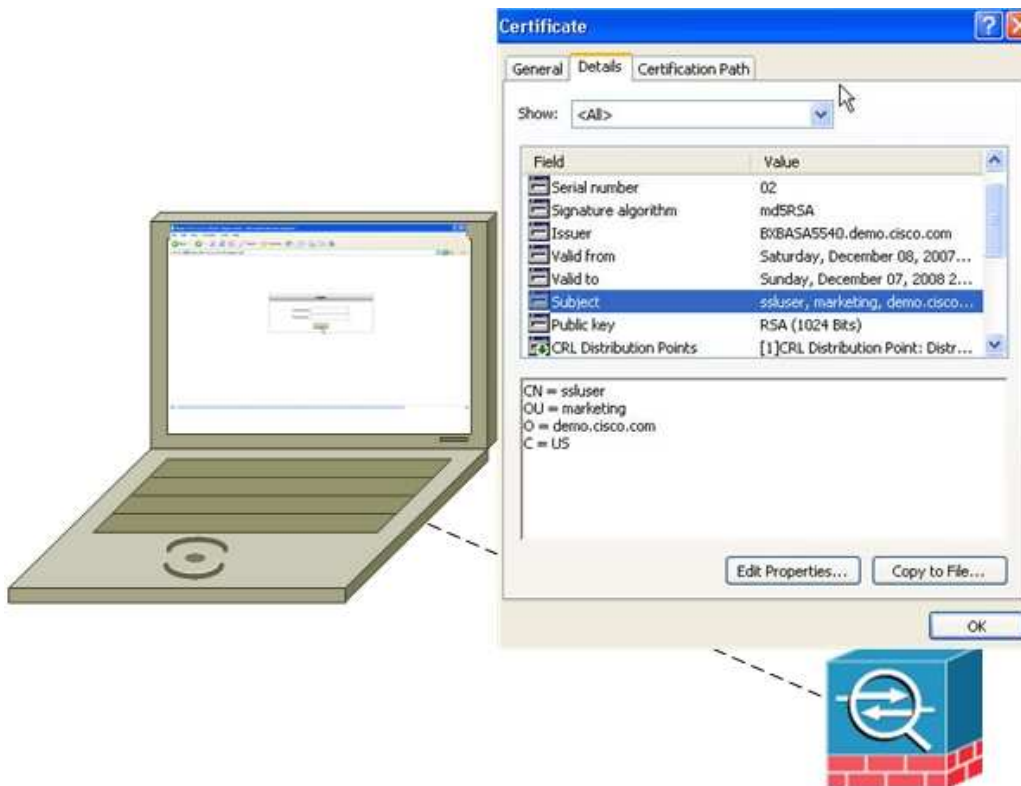 Certificate
General Details Certification Path
Show: <All>
Field Value
Serial number 02
Signature algorithm md5RSA
Issuer BXBASA5540.demo.cisco.com
Valid from Saturday, December 08, 2007...
Valid to Sunday, December 07, 2008 2...
Subject ssluser, marketing, demo.cisco...
Public key RSA (1024 Bits)
CRL Distribution Points [1]CRL Distribution Point: Distr...
CN = ssluser
OU = marketing
O = demo.cisco.com
C = US
Edit Properties... Copy to File...
OK